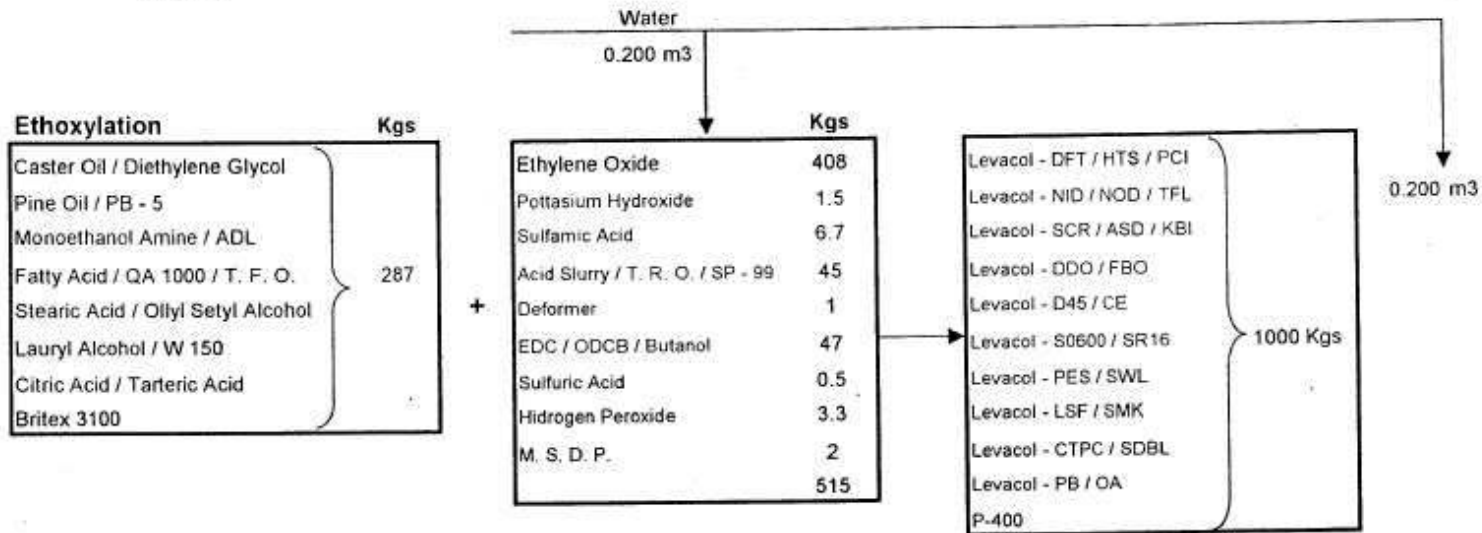 Water
0.200 m3
Ethoxylation Kgs
Caster Oil / Diethylene Glycol
Pine Oil / PB - 5
Monoethanol Amine / ADL
Fatty Acid / QA 1000 / T. F. O. 287
Stearic Acid / Ollyl Setyl Alcohol
Lauryl Alcohol / W 150
Citric Acid / Tarteric Acid
Britex 3100
+
Kgs
Ethylene Oxide 408
Pottasium Hydroxide 1.5
Sulfamic Acid 6.7
Acid Slurry / T. R. O. / SP - 99 45
Deformer 1
EDC / ODCB / Butanol 47
Sulfuric Acid 0.5
Hidrogen Peroxide 3.3
M. S. D. P. 2
515
Levacol - DFT / HTS / PCI
Levacol - NID / NOD / TFL
Levacol - SCR / ASD / KBI
Levacol - DDO / FBO
Levacol - D45 / CE
Levacol - S0600 / SR16 1000 Kgs
Levacol - PES / SWL
Levacol - LSF / SMK
Levacol - CTPC / SDBL
Levacol - PB / OA
P-400
0.200 m3